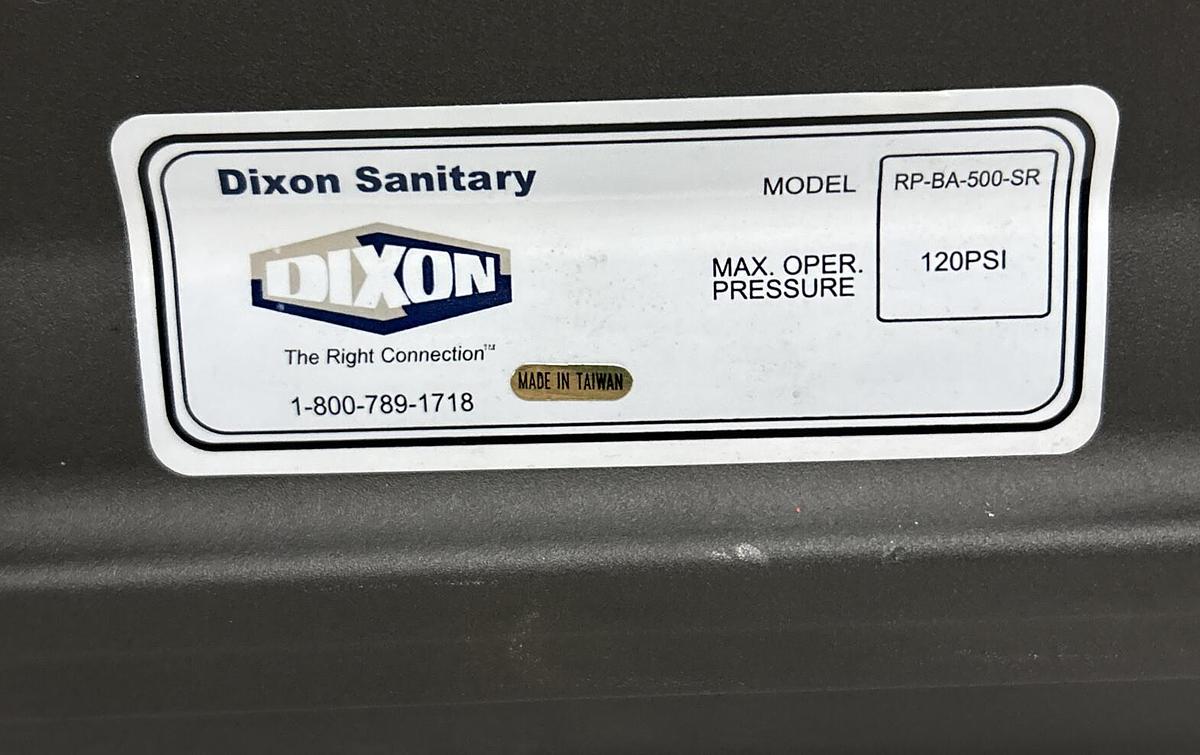 Dixon Sanitary
DIXON
The Right Connection™
1-800-789-1718
MADE IN TAIWAN
MODEL RP-BA-500-SR
MAX. OPER.
PRESSURE
120PSI